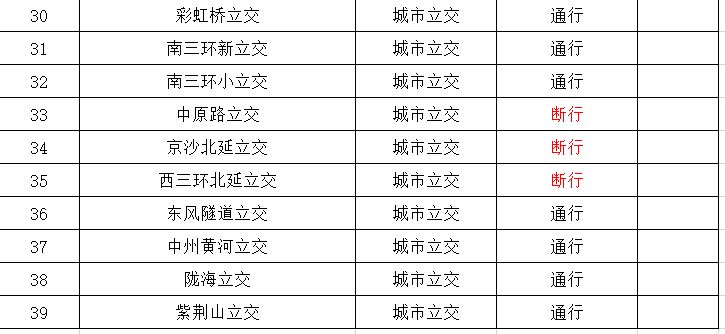 30 彩虹桥立交 城市立交 通行
31 南三环新立交 城市立交 通行
32 南三环小立交 城市立交 通行
33 中原路立交 城市立交 断行
34 京沙北延立交 城市立交 断行
35 西三环北延立交 城市立交 断行
36 东风隧道立交 城市立交 通行
37 中州黄河立交 城市立交 通行
38 陇海立交 城市立交 通行
39 紫荆山立交 城市立交 通行